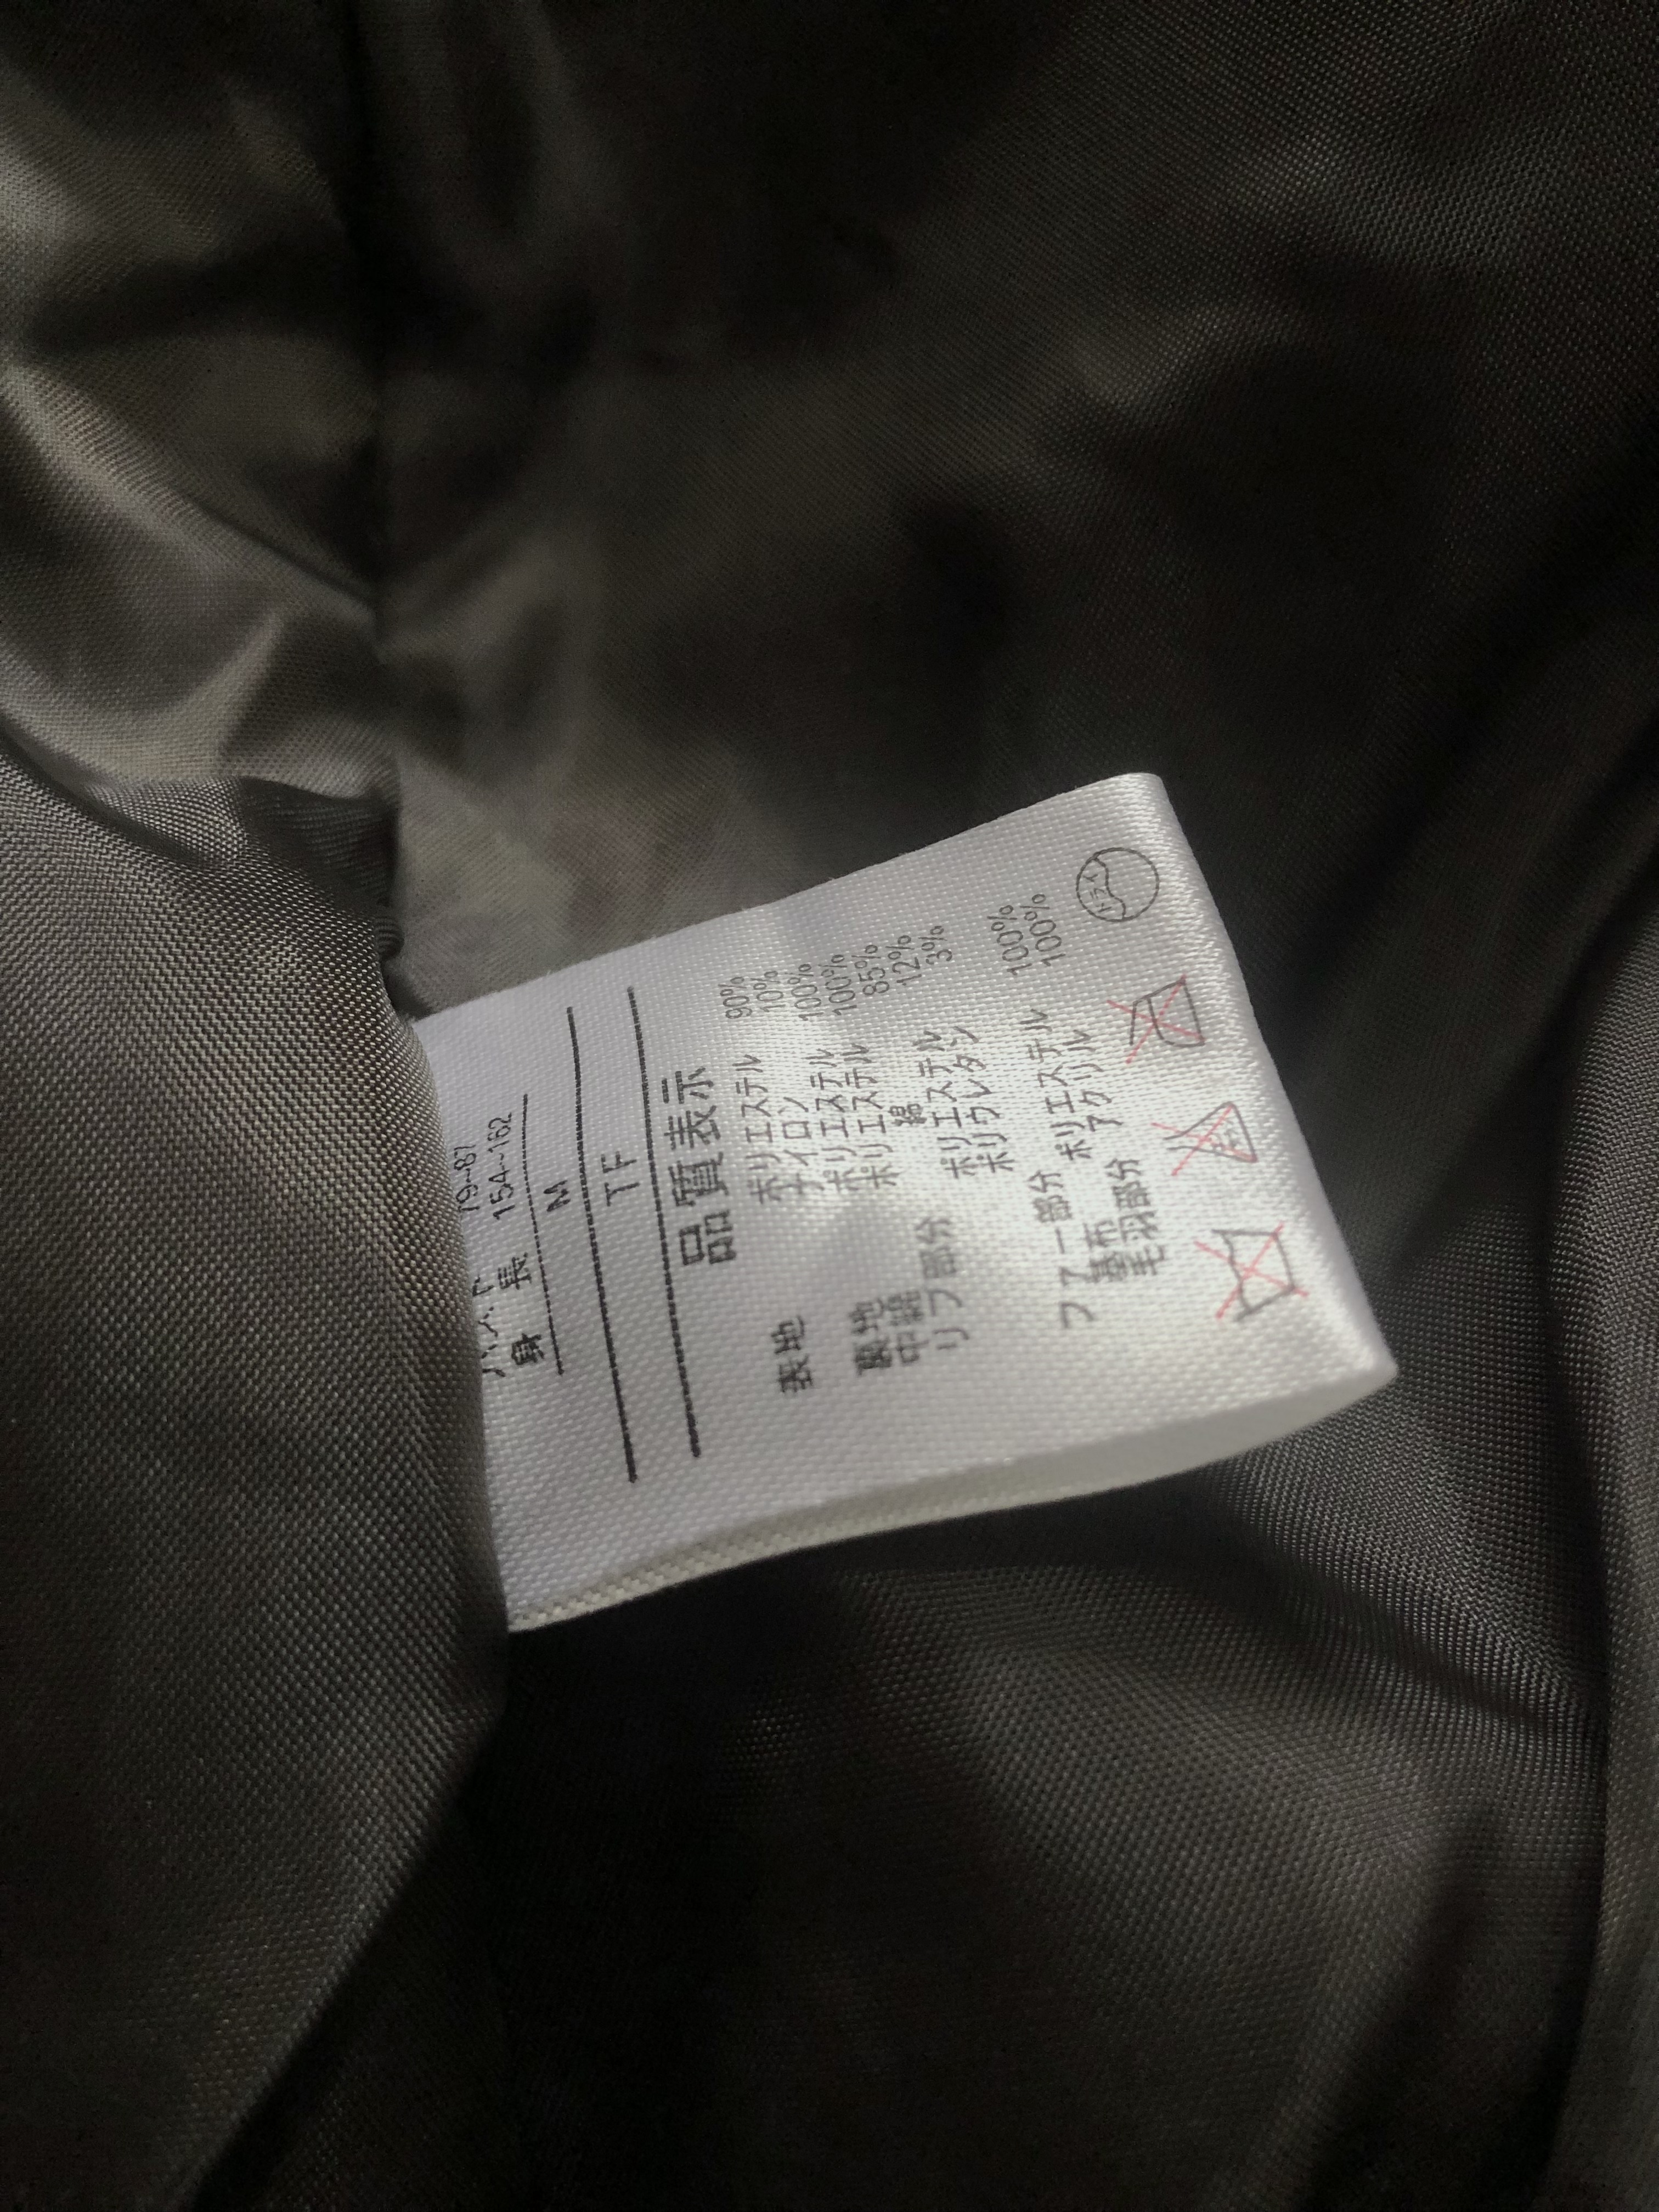 バスト 79~87
身 長 154~162
M
TF
品質表示
表地 ポリエステル 90%
ナイロン 10%
裏地 ポリエステル 100%
中綿 ポリエステル 100%
リブ部分 綿 85%
ポリエステル 12%
ポリウレタン 3%
ファー部分
基布 ポリエステル 100%
毛羽部分 アクリル 100%
ドライ